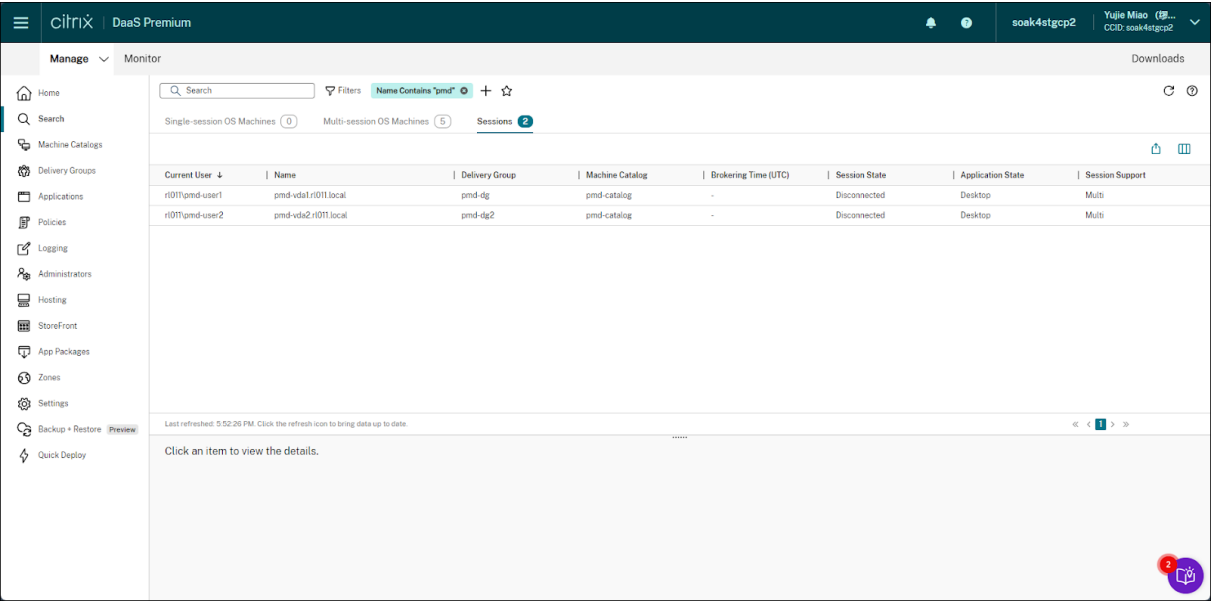 citrix | DaaS Premium
soak4stgcp2
Yujie Miao (缪...
CCID: soak4stgcp2
Manage
Monitor
Downloads
Home
Search
Machine Catalogs
Delivery Groups
Applications
Policies
Logging
Administrators
Hosting
StoreFront
App Packages
Zones
Settings
Backup + Restore Preview
Quick Deploy
Search
Filters
Name Contains "pmd"
Single-session OS Machines 0
Multi-session OS Machines 5
Sessions 2
Current User ↓ | Name | Delivery Group | Machine Catalog | Brokering Time (UTC) | Session State | Application State | Session Support
rl011\pmd-user1 pmd-vda1.rl011.local pmd-dg pmd-catalog - Disconnected Desktop Multi
rl011\pmd-user2 pmd-vda2.rl011.local pmd-dg2 pmd-catalog - Disconnected Desktop Multi
Last refreshed: 5:52:26 PM. Click the refresh icon to bring data up to date.
« < 1 > »
Click an item to view the details.
2